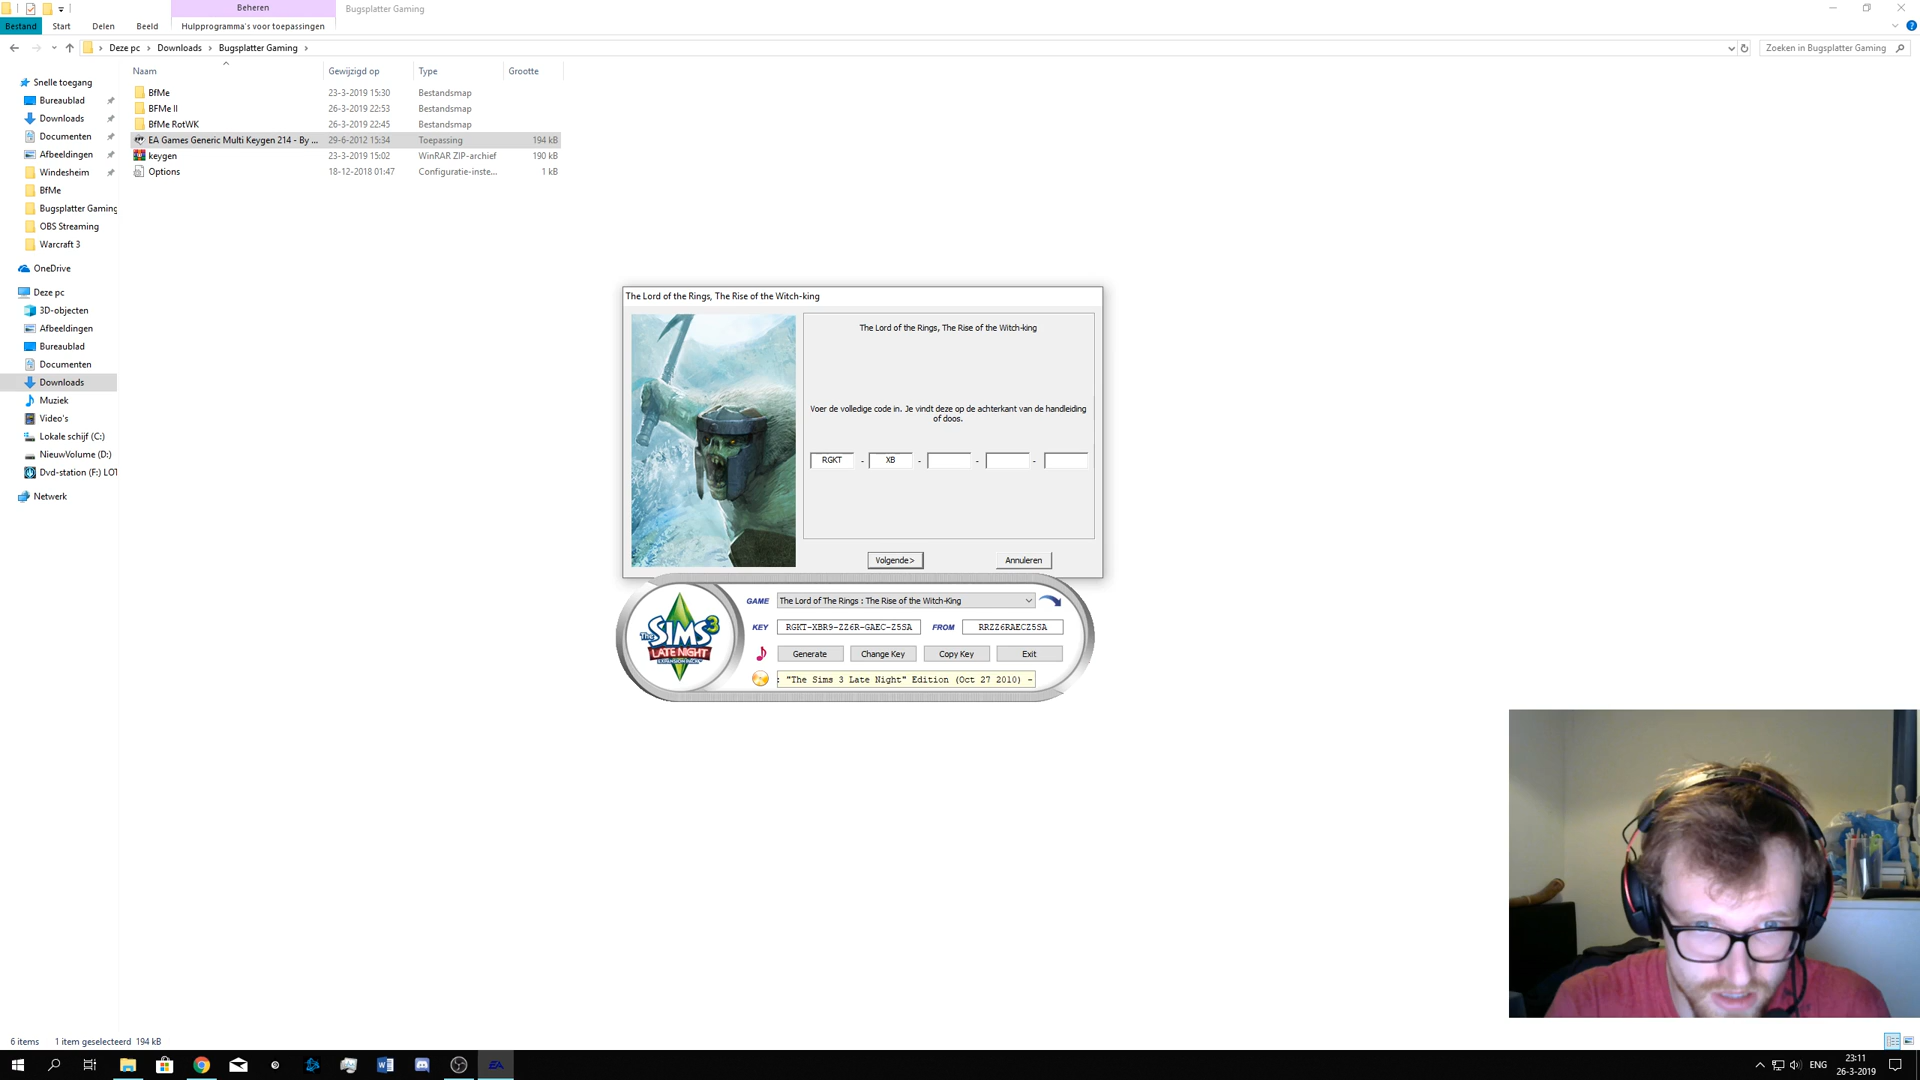 Beheren
Bugsplatter Gaming
Bestand
Start
Delen
Beeld
Hulpprogramma's voor toepassingen
Deze pc
Downloads
Bugsplatter Gaming
Zoeken in Bugsplatter Gaming
Naam
Gewijzigd op
Type
Grootte
BfMe
23-3-2019 15:30
Bestandsmap
BFMe II
26-3-2019 22:53
Bestandsmap
BfMe RotWK
26-3-2019 22:45
Bestandsmap
EA Games Generic Multi Keygen 214 - By ...
29-6-2012 15:34
Toepassing
194 kB
keygen
23-3-2019 15:02
WinRAR ZIP-archief
190 kB
Options
18-12-2018 01:47
Configuratie-inste...
1 kB
Snelle toegang
Bureaublad
Downloads
Documenten
Afbeeldingen
Windesheim
BfMe
Bugsplatter Gaming
OBS Streaming
Warcraft 3
OneDrive
Deze pc
3D-objecten
Afbeeldingen
Bureaublad
Documenten
Downloads
Muziek
Video's
Lokale schijf (C:)
NieuwVolume (D:)
Dvd-station (F:) LOT
Netwerk
The Lord of the Rings, The Rise of the Witch-king
The Lord of the Rings, The Rise of the Witch-king
Voer de volledige code in. Je vindt deze op de achterkant van de handleiding
of doos.
RGKT - XB - - -
Volgende>
Annuleren
THE SIMS 3
LATE NIGHT
EXPANSION PACK
GAME
The Lord of The Rings : The Rise of the Witch-King
KEY
RGKT-XBR9-ZZ6R-GAEC-Z5SA
FROM
RRZZ6RAECZ5SA
Generate
Change Key
Copy Key
Exit
: "The Sims 3 Late Night" Edition (Oct 27 2010) -
6 items
1 item geselecteerd 194 kB
EA
ENG
23:11
26-3-2019